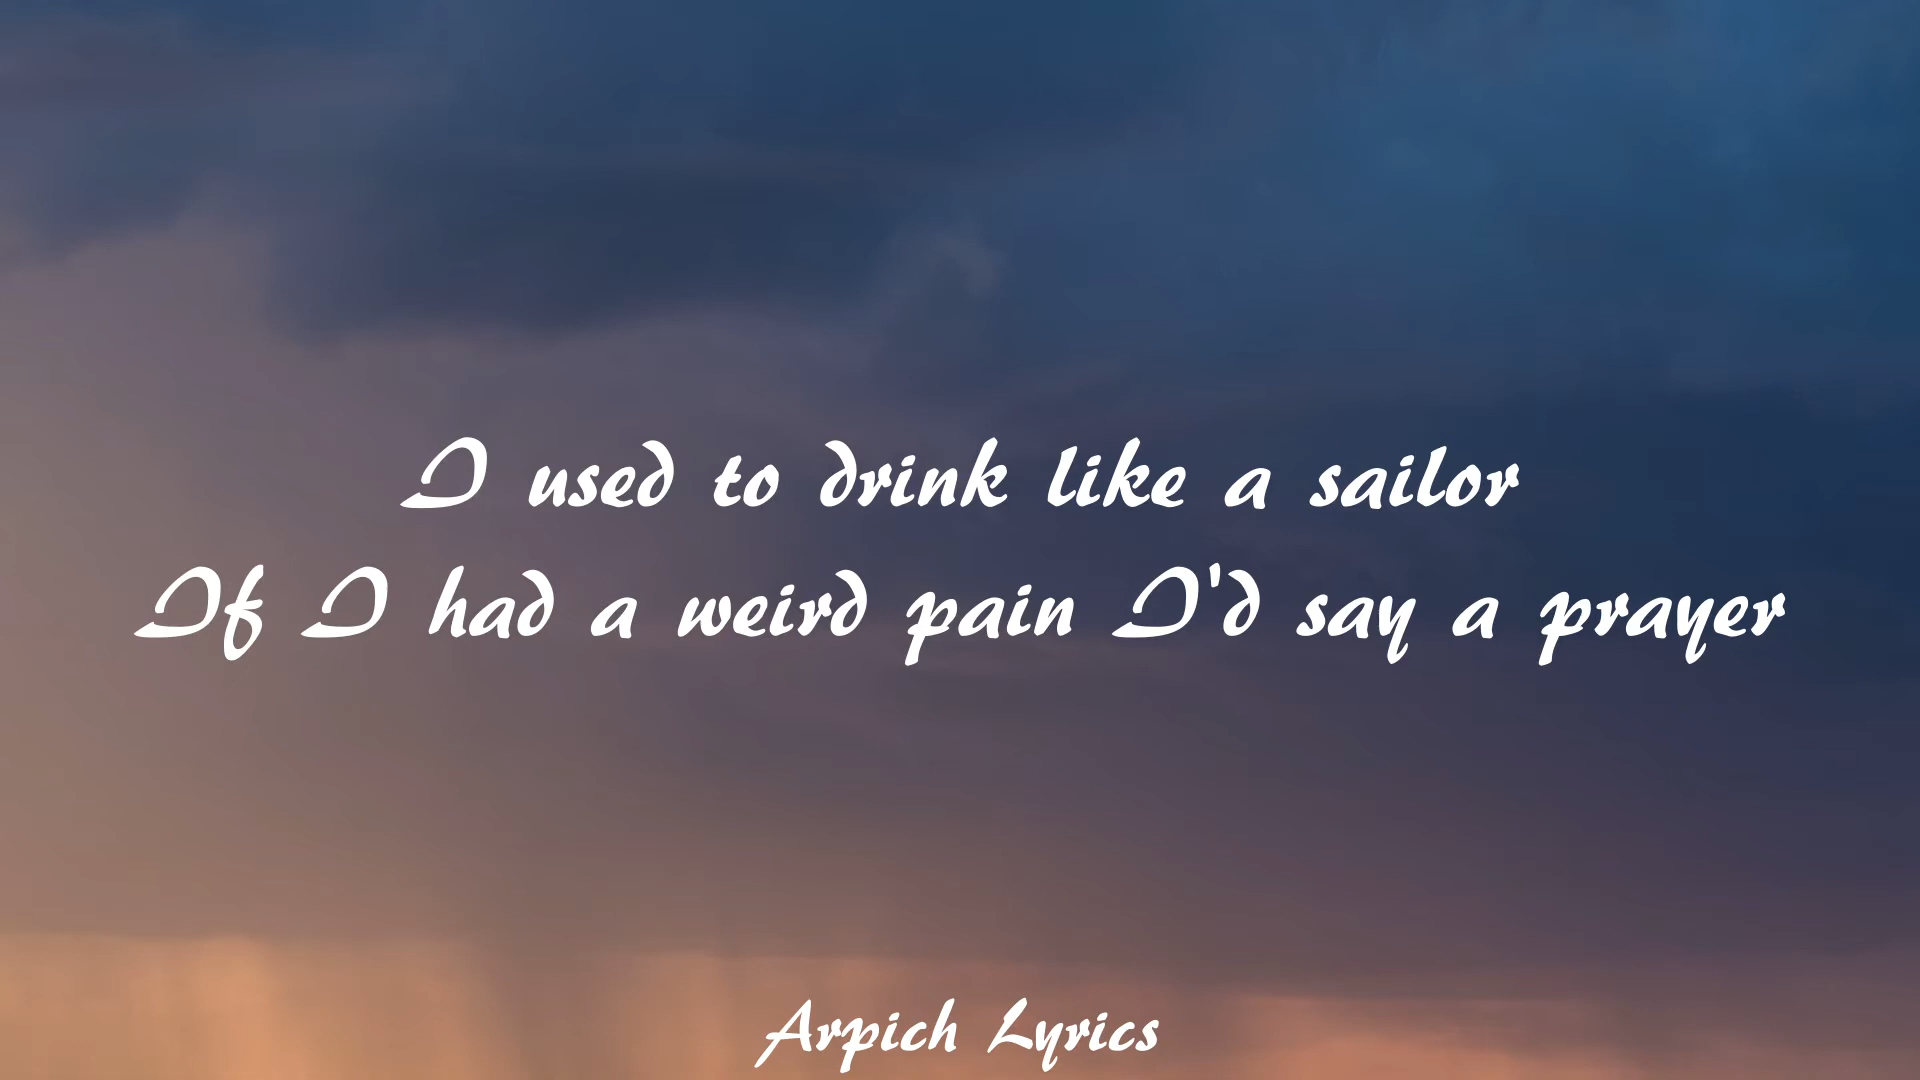 I used to drink like a sailor
If I had a weird pain I'd say a prayer
Arpich Lyrics